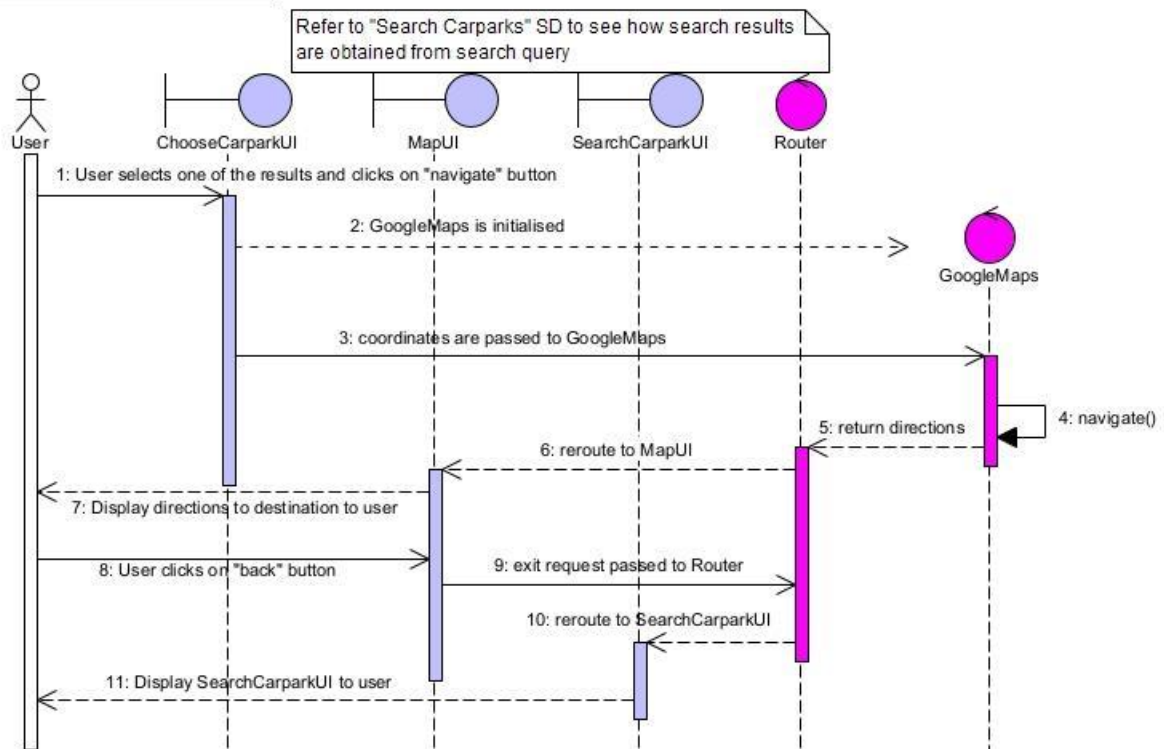 Refer to "Search Carparks" SD to see how search results
are obtained from search query
User
ChooseCarparkUI
MapUI
SearchCarparkUI
Router
1: User selects one of the results and clicks on "navigate" button
2: GoogleMaps is initialised
GoogleMaps
3: coordinates are passed to GoogleMaps
4: navigate()
5: return directions
6: reroute to MapUI
7: Display directions to destination to user
8: User clicks on "back" button
9: exit request passed to Router
10: reroute to SearchCarparkUI
11: Display SearchCarparkUI to user